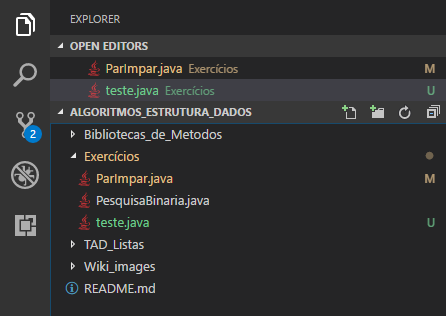 EXPLORER
OPEN EDITORS
ParImpar.java Exercícios M
teste.java Exercícios U
ALGORITMOS_ESTRUTURA_DADOS
2
Bibliotecas_de_Metodos
Exercícios
ParImpar.java M
PesquisaBinaria.java
teste.java U
TAD_Listas
Wiki_images
README.md